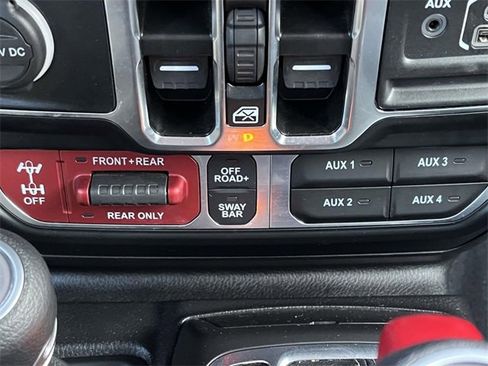 V DC
AUX
FRONT+REAR
OFF
REAR ONLY
OFF
ROAD+
SWAY
BAR
AUX 1
AUX 2
AUX 3
AUX 4